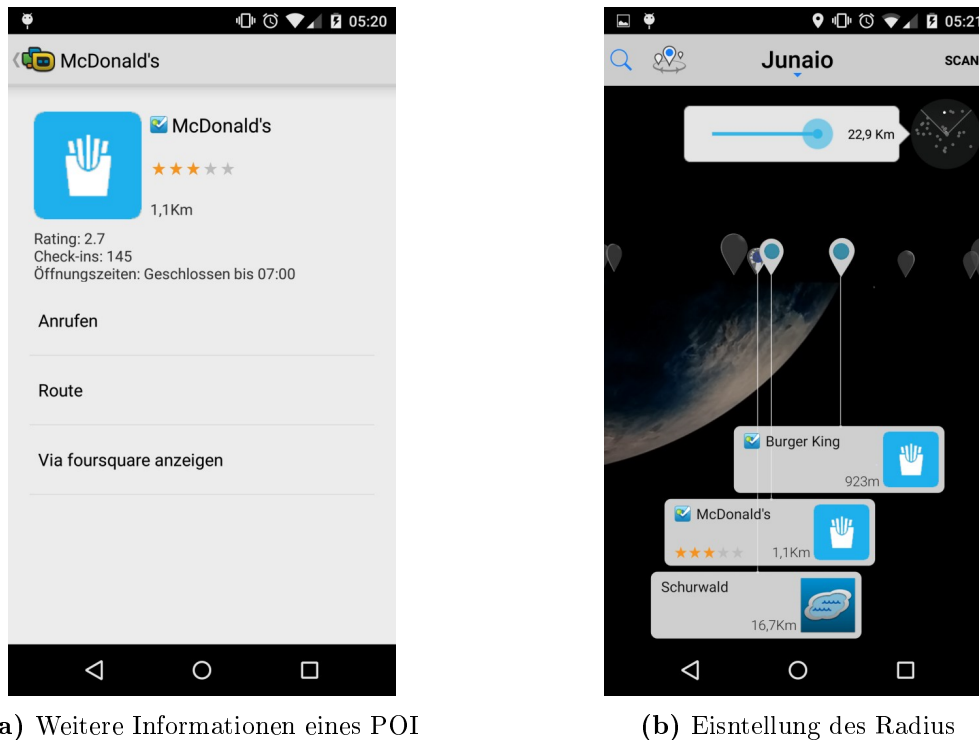 05:20
McDonald's
McDonald's
1,1Km
Rating: 2.7
Check-ins: 145
Öffnungszeiten: Geschlossen bis 07:00
Anrufen
Route
Via foursquare anzeigen
a) Weitere Informationen eines POI
05:21
Junaio
SCAN
22,9 Km
Burger King
923m
McDonald's
1,1Km
Schurwald
16,7Km
(b) Eisntellung des Radius